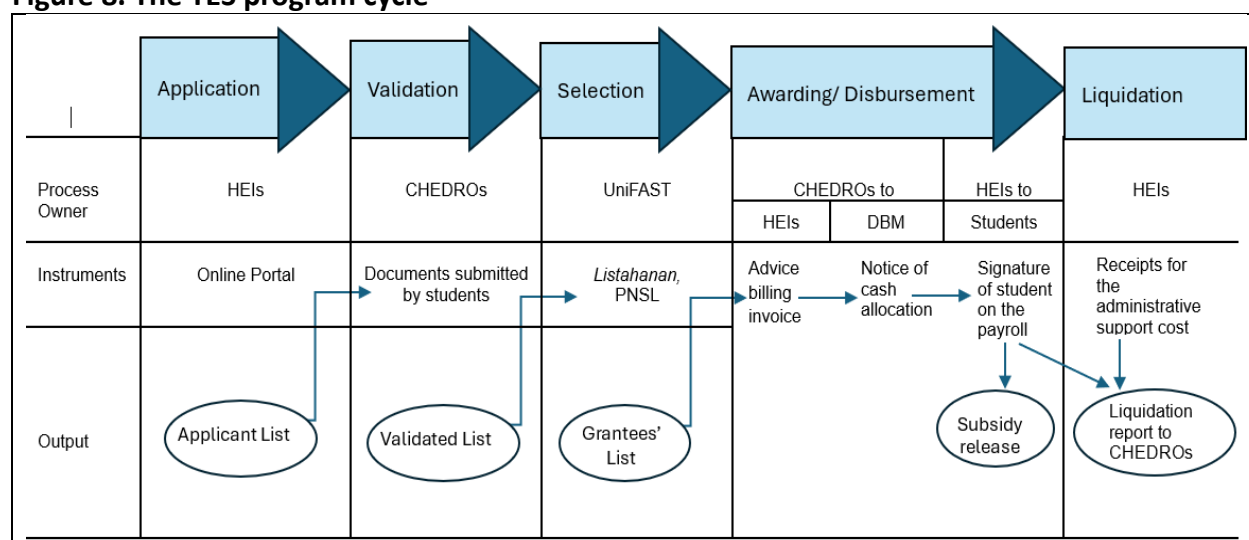 Figure 8. The TES program cycle
Application
Validation
Selection
Awarding/ Disbursement
Liquidation
Process
Owner
HEIs
CHEDROs
UniFAST
CHEDROs to
HEIs to
HEIs
HEIs
DBM
Students
Instruments
Online Portal
Documents submitted
by students
Listahanan,
PNSL
Advice
billing
invoice
Notice of
cash
allocation
Signature
of student
on the
payroll
Receipts for
the
administrative
support cost
Output
Applicant List
Validated List
Grantees'
List
Subsidy
release
Liquidation
report to
CHEDROs